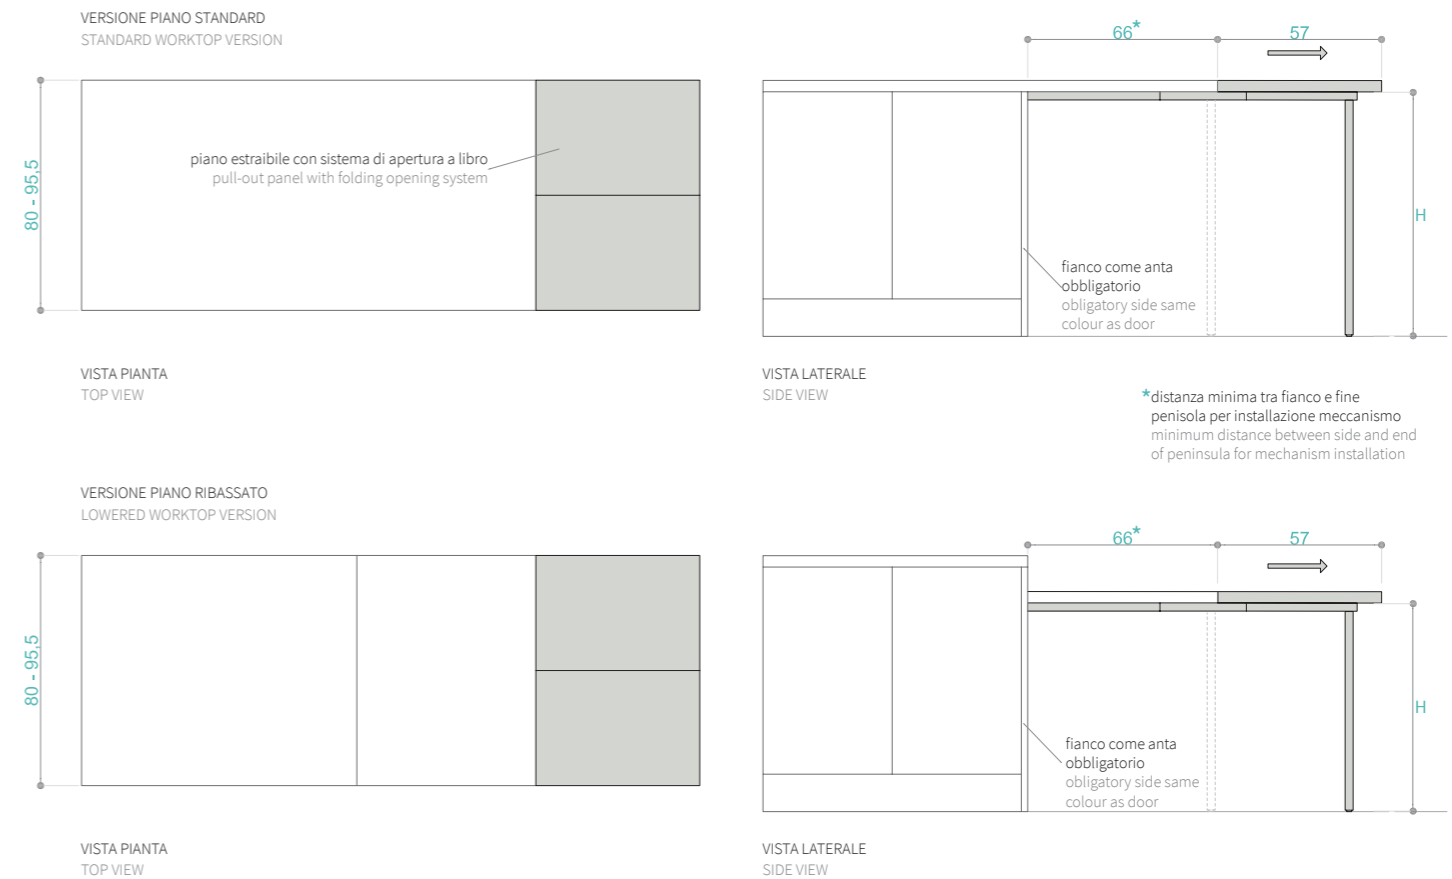 VERSIONE PIANO STANDARD
STANDARD WORKTOP VERSION
80 - 95,5
piano estraibile con sistema di apertura a libro
pull-out panel with folding opening system
VISTA PIANTA
TOP VIEW
66*
57
H
fianco come anta
obbligatorio
obligatory side same
colour as door
VISTA LATERALE
SIDE VIEW
*distanza minima tra fianco e fine
penisola per installazione meccanismo
minimum distance between side and end
of peninsula for mechanism installation
VERSIONE PIANO RIBASSATO
LOWERED WORKTOP VERSION
80 - 95,5
VISTA PIANTA
TOP VIEW
66*
57
H
fianco come anta
obbligatorio
obligatory side same
colour as door
VISTA LATERALE
SIDE VIEW